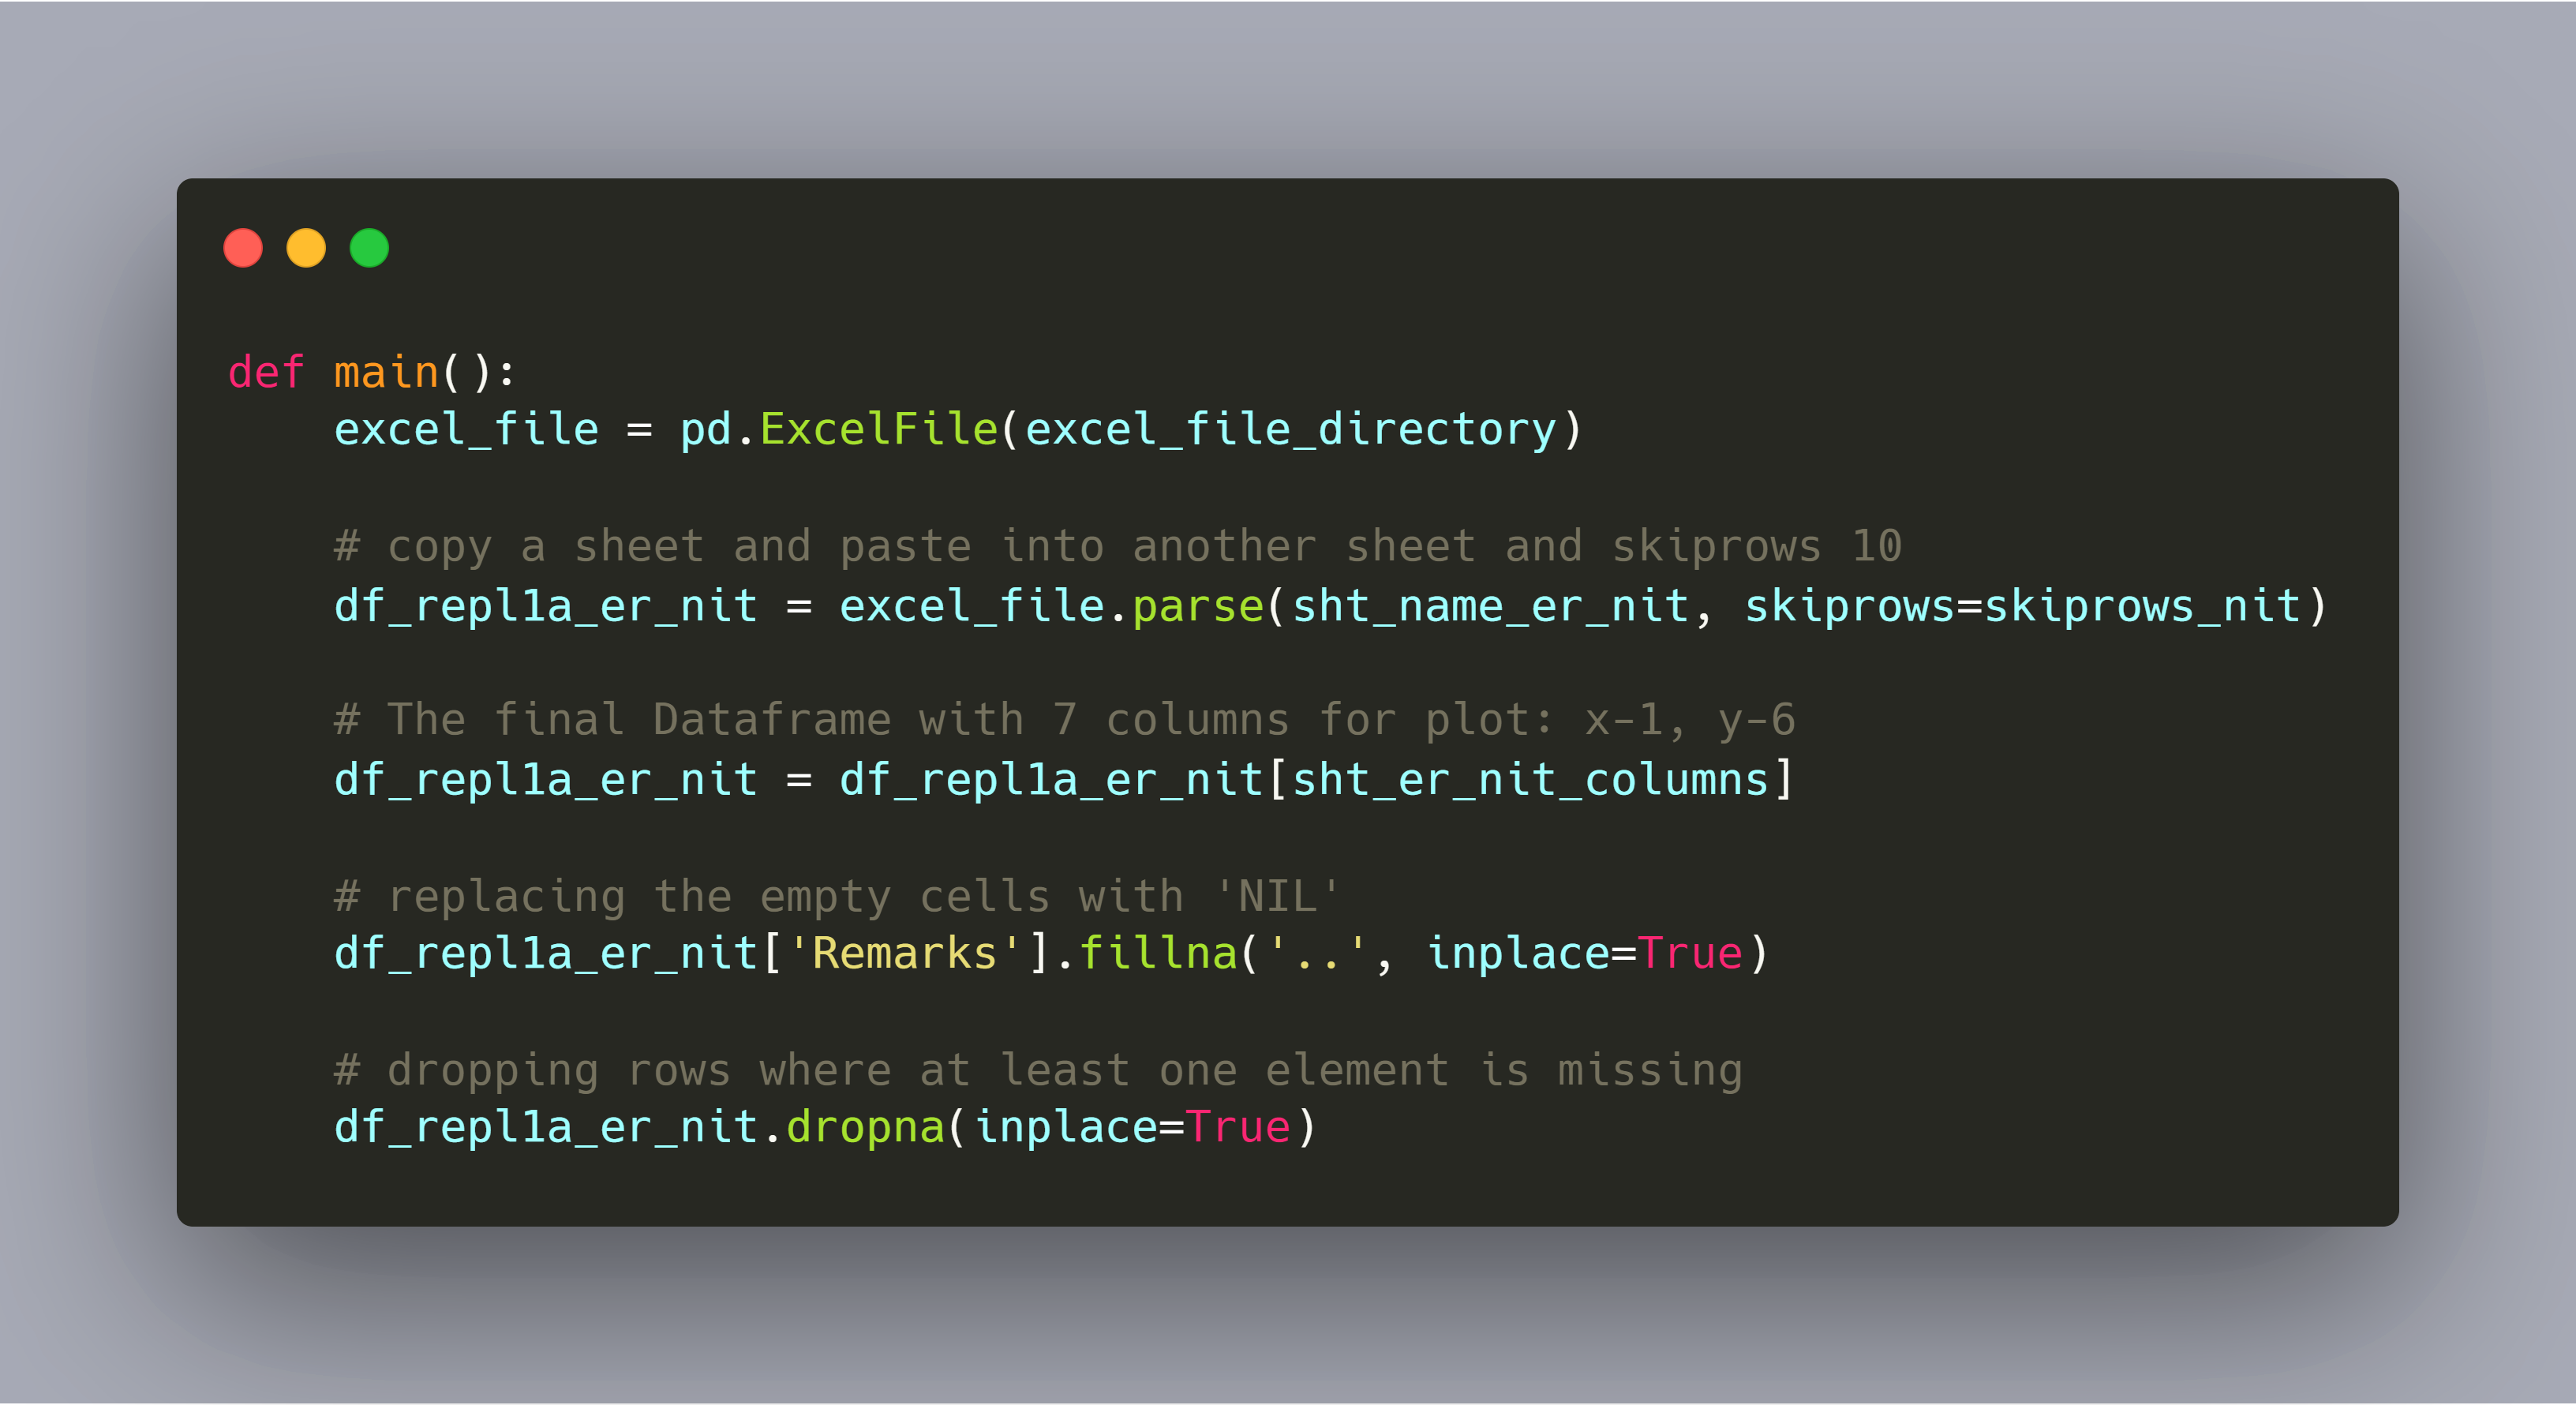 def main():
    excel_file = pd.ExcelFile(excel_file_directory)
    # copy a sheet and paste into another sheet and skiprows 10
    df_repl1a_er_nit = excel_file.parse(sht_name_er_nit, skiprows=skiprows_nit)
    # The final Dataframe with 7 columns for plot: x-1, y-6
    df_repl1a_er_nit = df_repl1a_er_nit[sht_er_nit_columns]
    # replacing the empty cells with 'NIL'
    df_repl1a_er_nit['Remarks'].fillna('..', inplace=True)
    # dropping rows where at least one element is missing
    df_repl1a_er_nit.dropna(inplace=True)